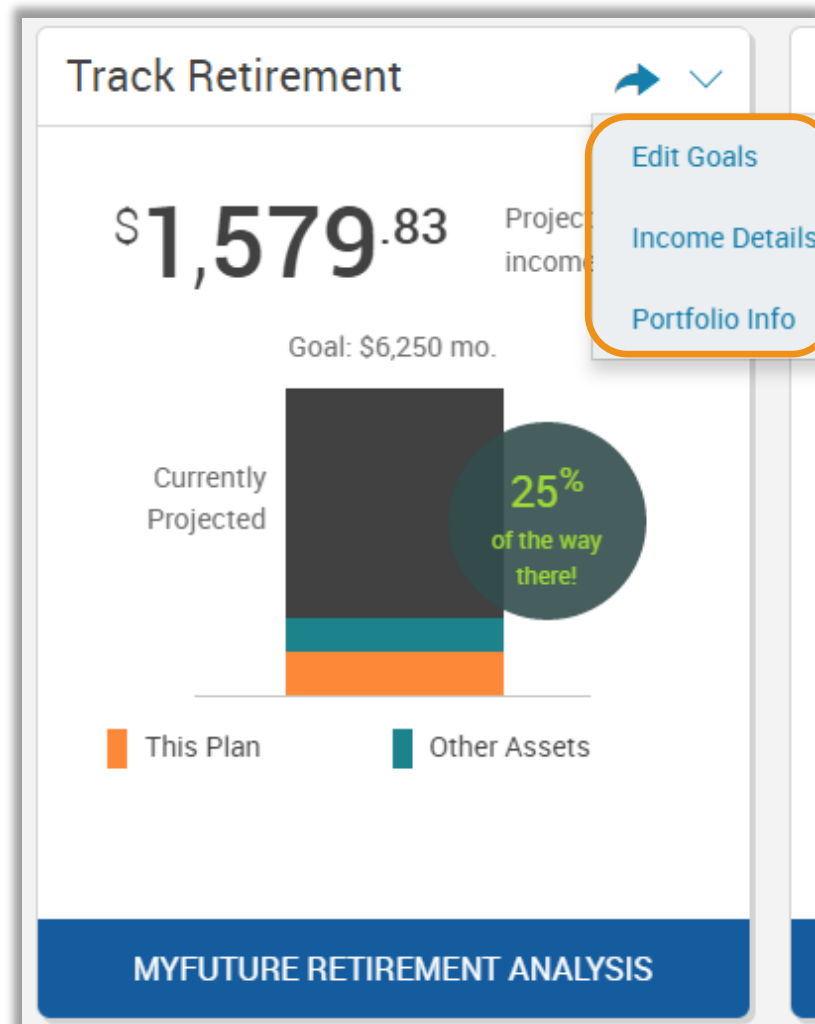 Track Retirement
Edit Goals
$1,579.83
Income Details
Portfolio Info
Goal: $6,250 mo.
Currently
Projected
25%
of the way
there!
This Plan
Other Assets
MYFUTURE RETIREMENT ANALYSIS